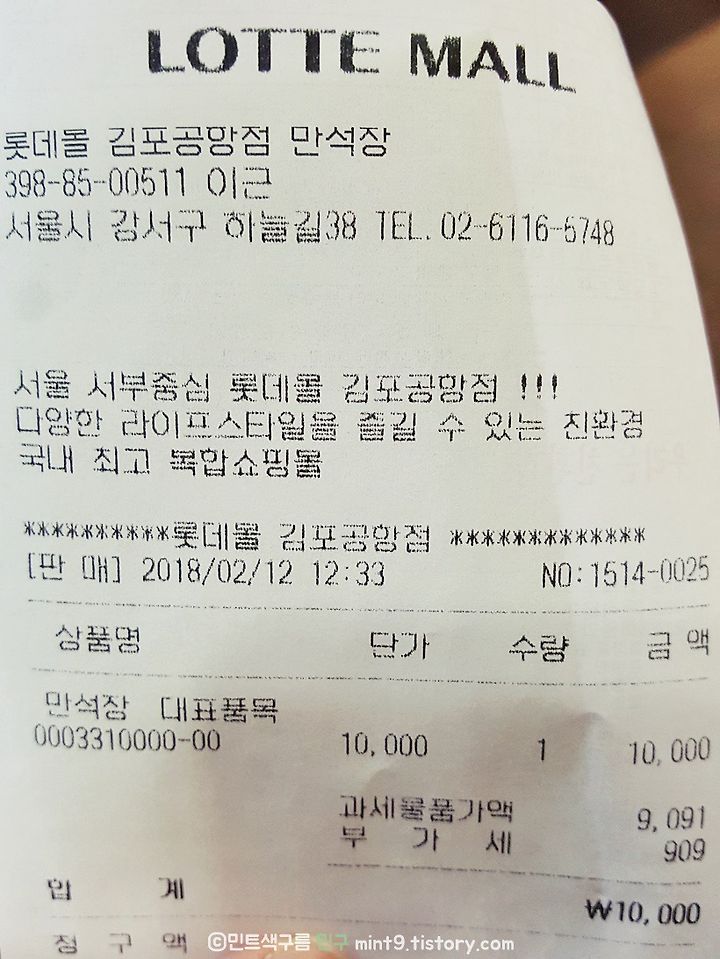 LOTTE MALL
롯데몰 김포공항점 만석장
398-85-00511 이근
서울시 강서구 하늘길38 TEL. 02-6116-5748
서울 서부중심 롯데몰 김포공항점 !!!
다양한 라이프스타일을 즐길 수 있는 친환경
국내 최고 복합쇼핑몰
**********롯데몰 김포공항점 *************
[판 매] 2018/02/12 12:33 NO:1514-0025
상품명 단가 수량 금 액
만석장 대표품목
0003310000-00 10,000 1 10,000
과세물품가액 9,091
부 가 세 909
합 계 ₩10,000
청 구 액
©민트색구름 민구 mint9.tistory.com